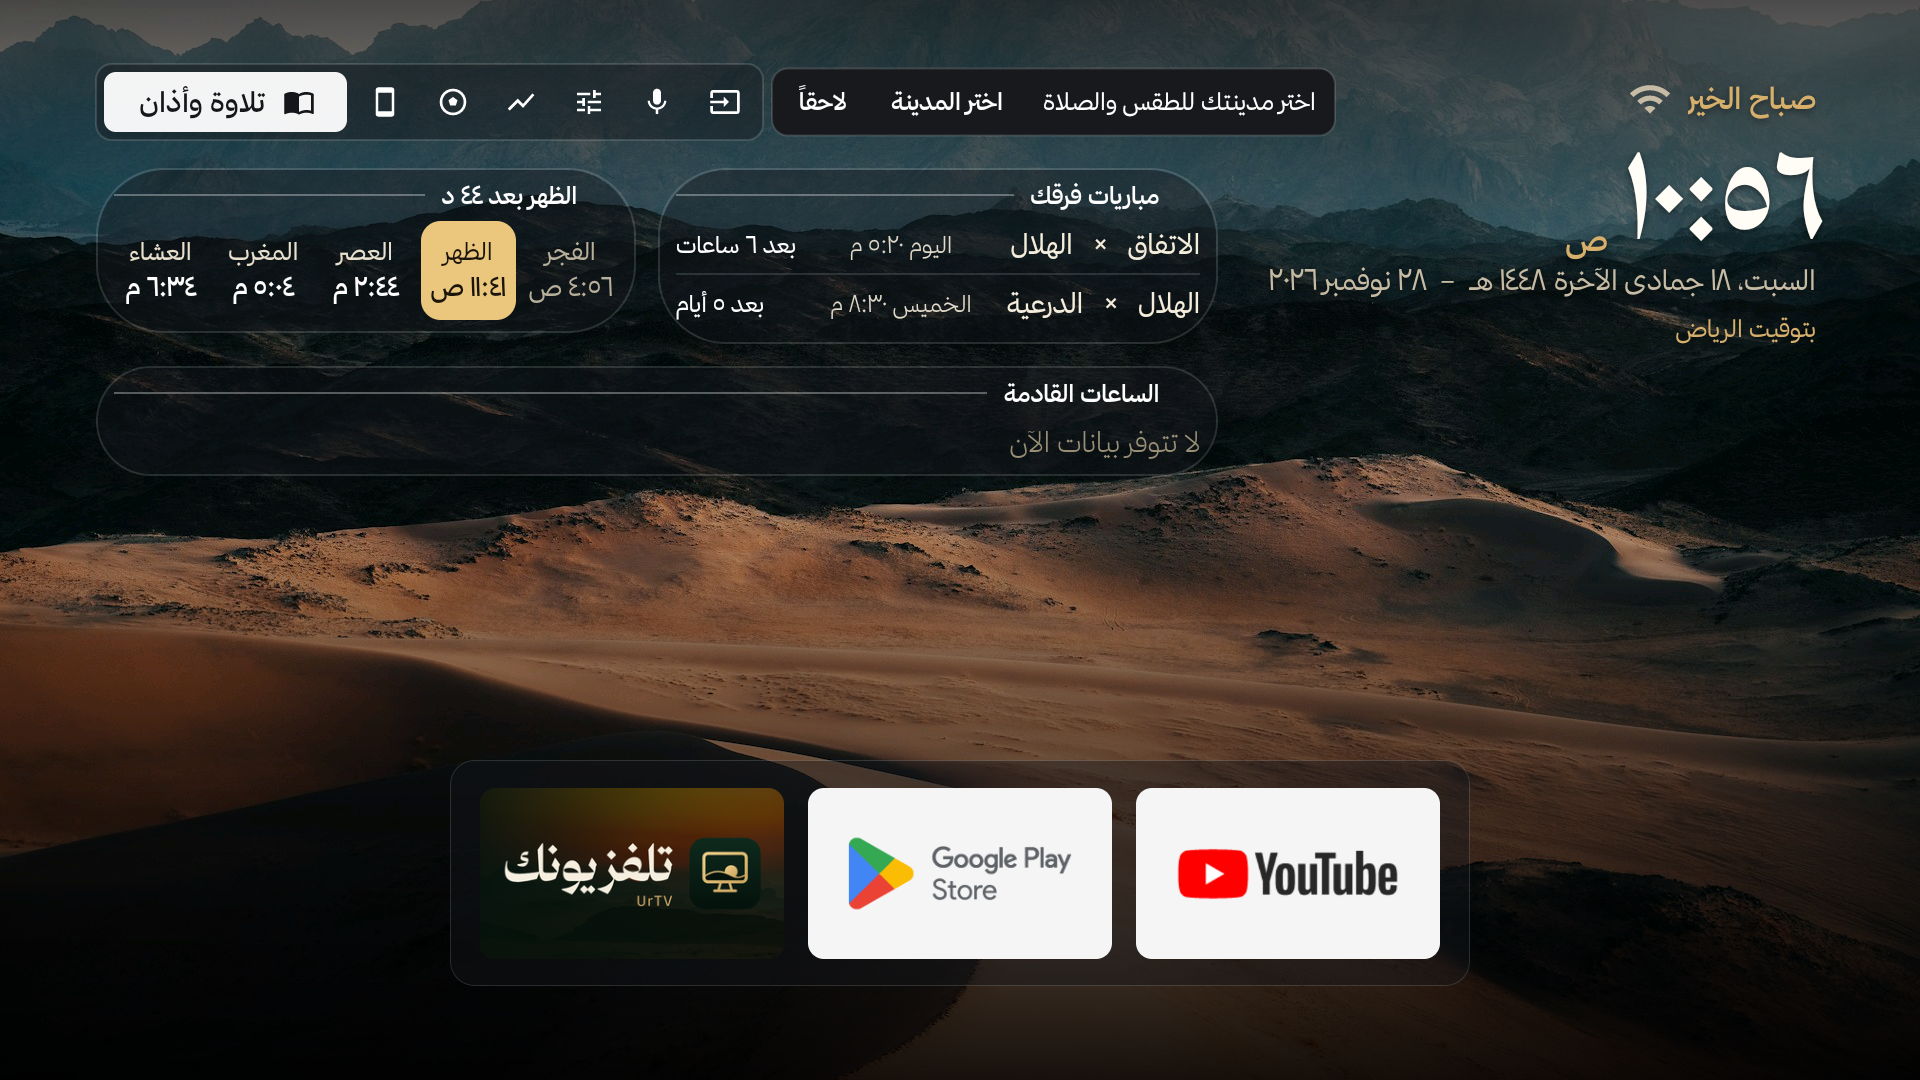 صباح الخير
١٠:٥٦ ص
السبت، ١٨ جمادى الآخرة ١٤٤٨ هـ – ٢٨ نوفمبر ٢٠٢٦
بتوقيت الرياض
اختر مدينتك للطقس والصلاة اختر المدينة لاحقاً
تلاوة وأذان
مباريات فرقك
الاتفاق × الهلال اليوم ٥:٢٠ م بعد ٦ ساعات
الهلال × الدرعية الخميس ٨:٣٠ م بعد ٥ أيام
الظهر بعد ٤٤ د
الفجر الظهر العصر المغرب العشاء
٤:٥٦ ص ١١:٤١ ص ٢:٤٤ م ٥:٠٤ م ٦:٣٤ م
الساعات القادمة
لا تتوفر بيانات الآن
YouTube
Google Play
Store
تلفزيونك
UrTV